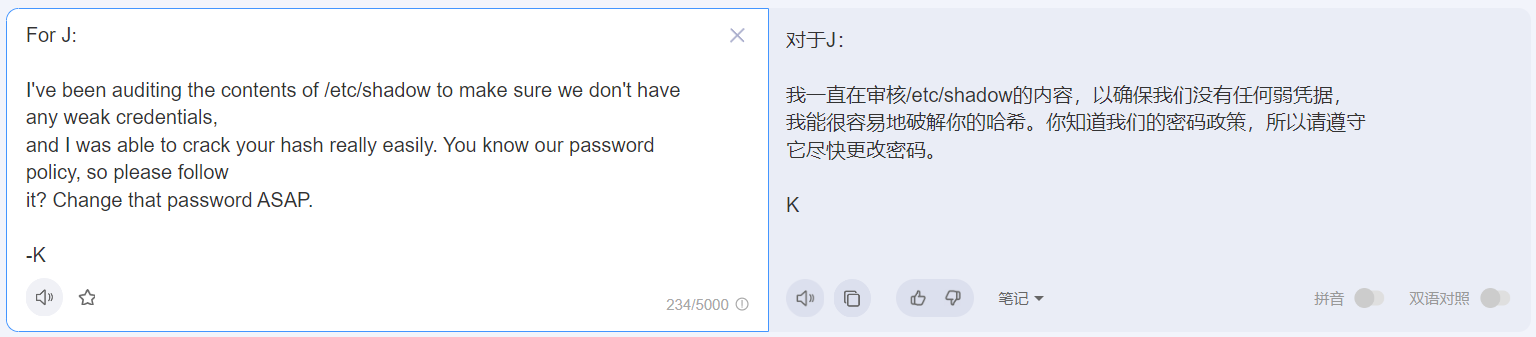 For J:
I've been auditing the contents of /etc/shadow to make sure we don't have
any weak credentials,
and I was able to crack your hash really easily. You know our password
policy, so please follow
it? Change that password ASAP.
-K
234/5000
对于J：
我一直在审核/etc/shadow的内容，以确保我们没有任何弱凭据，
我能很容易地破解你的哈希。你知道我们的密码政策，所以请遵守
它尽快更改密码。
K
笔记
拼音
双语对照